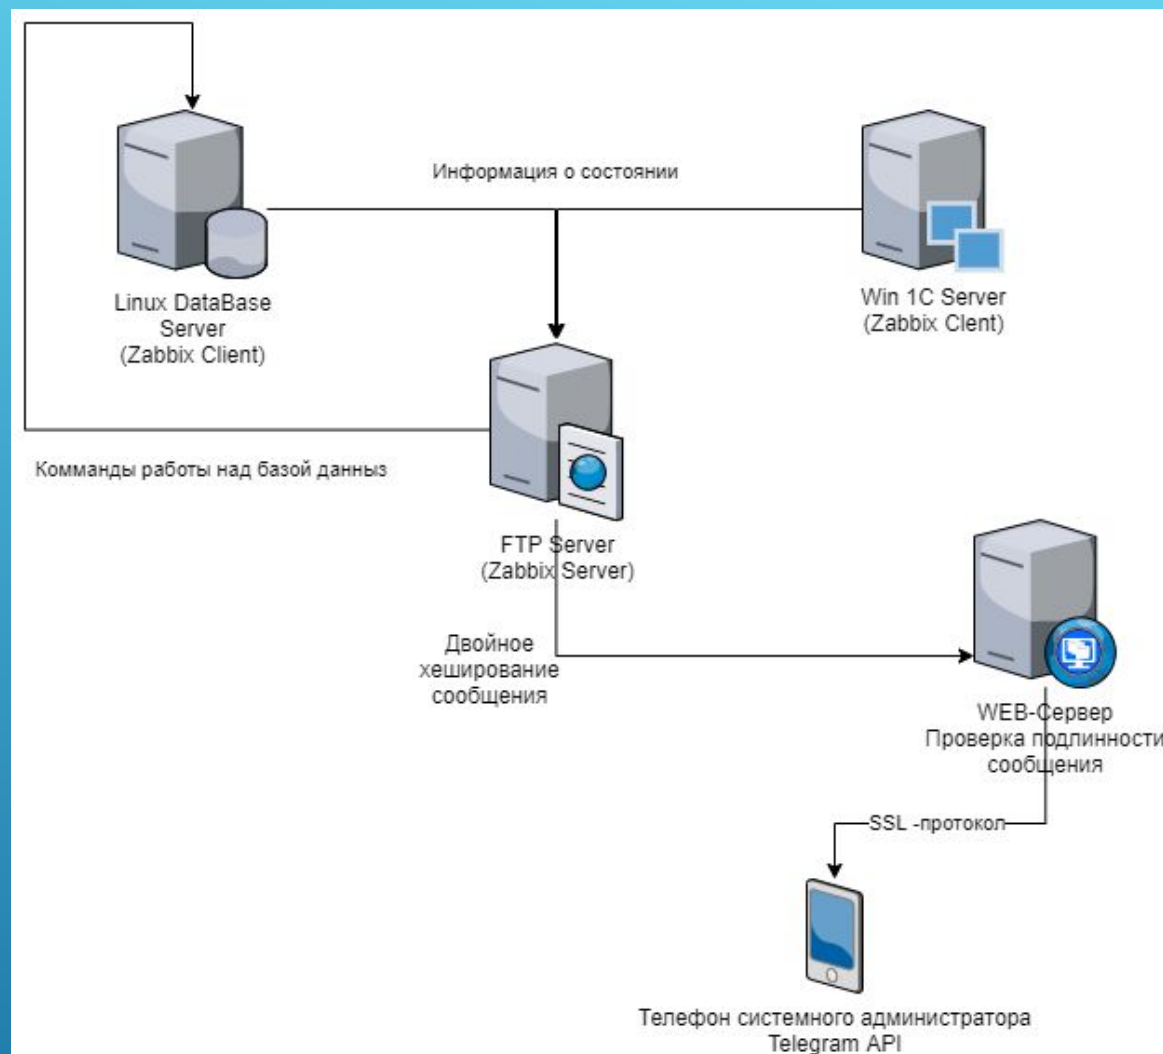 Информация о состоянии
Linux DataBase
Server
(Zabbix Client)
Win 1C Server
(Zabbix Clent)
Комманды работы над базой данныз
FTP Server
(Zabbix Server)
Двойное
хеширование
сообщения
WEB-Сервер
Проверка подлинности
сообщения
SSL -протокол
Телефон системного администратора
Telegram API